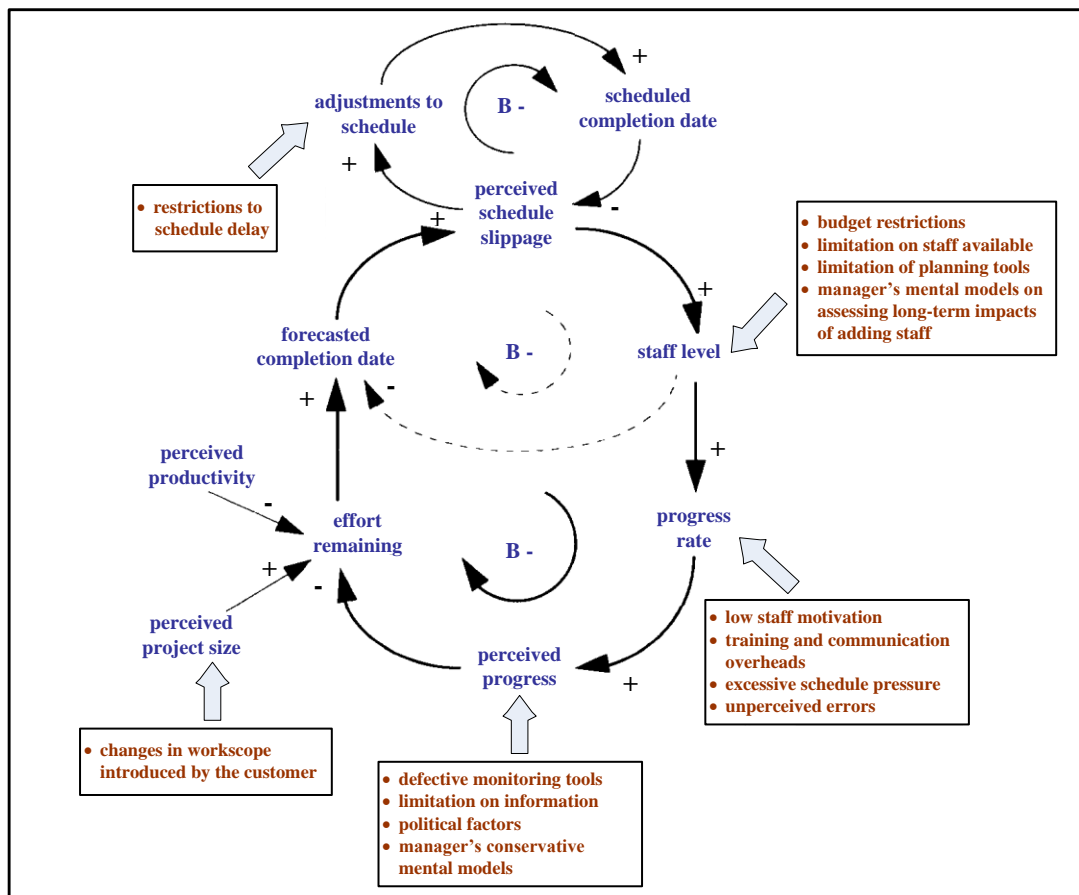 +
adjustments to
schedule
B -
scheduled
completion date
+
perceived
schedule
slippage
-
+
• restrictions to
schedule delay
• budget restrictions
• limitation on staff available
• limitation of planning tools
• manager's mental models on
assessing long-term impacts
of adding staff
+
forecasted
completion date
B -
staff level
-
+
+
perceived
productivity
-
effort
remaining
B -
progress
rate
+
-
perceived
project size
perceived
progress
+
• low staff motivation
• training and communication
overheads
• excessive schedule pressure
• unperceived errors
• changes in workscope
introduced by the customer
• defective monitoring tools
• limitation on information
• political factors
• manager's conservative
mental models